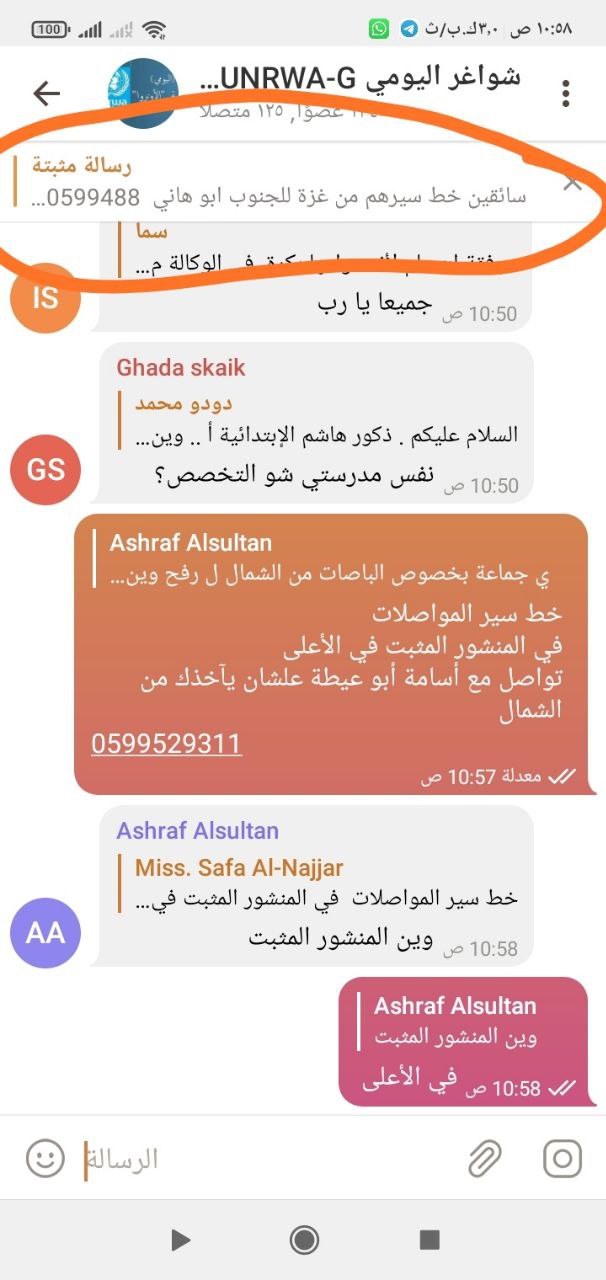 ١٠:٥٨ ص ٣,٠ك.ب/ث
100
شواغر اليومي UNRWA-G...
عضوًا, ١٢٥ متصلًا
رسالة مثبتة
سائقين خط سيرهم من غزة للجنوب ابو هاني 0599488...
سما
في الوكالة م...
IS
جميعا يا رب
10:50 ص
Ghada skaik
دودو محمد
السلام عليكم . ذكور هاشم الإبتدائية أ .. وين...
نفس مدرستي شو التخصص؟
10:50 ص
GS
Ashraf Alsultan
ي جماعة بخصوص الباصات من الشمال ل رفح وين...
خط سير المواصلات
في المنشور المثبت في الأعلى
تواصل مع أسامة أبو عيطة علشان يآخذك من
الشمال
0599529311
معدلة 10:57 ص
Ashraf Alsultan
Miss. Safa Al-Najjar
خط سير المواصلات في المنشور المثبت في...
وين المنشور المثبت
10:58 ص
AA
Ashraf Alsultan
وين المنشور المثبت
في الأعلى
10:58 ص
الرسالة